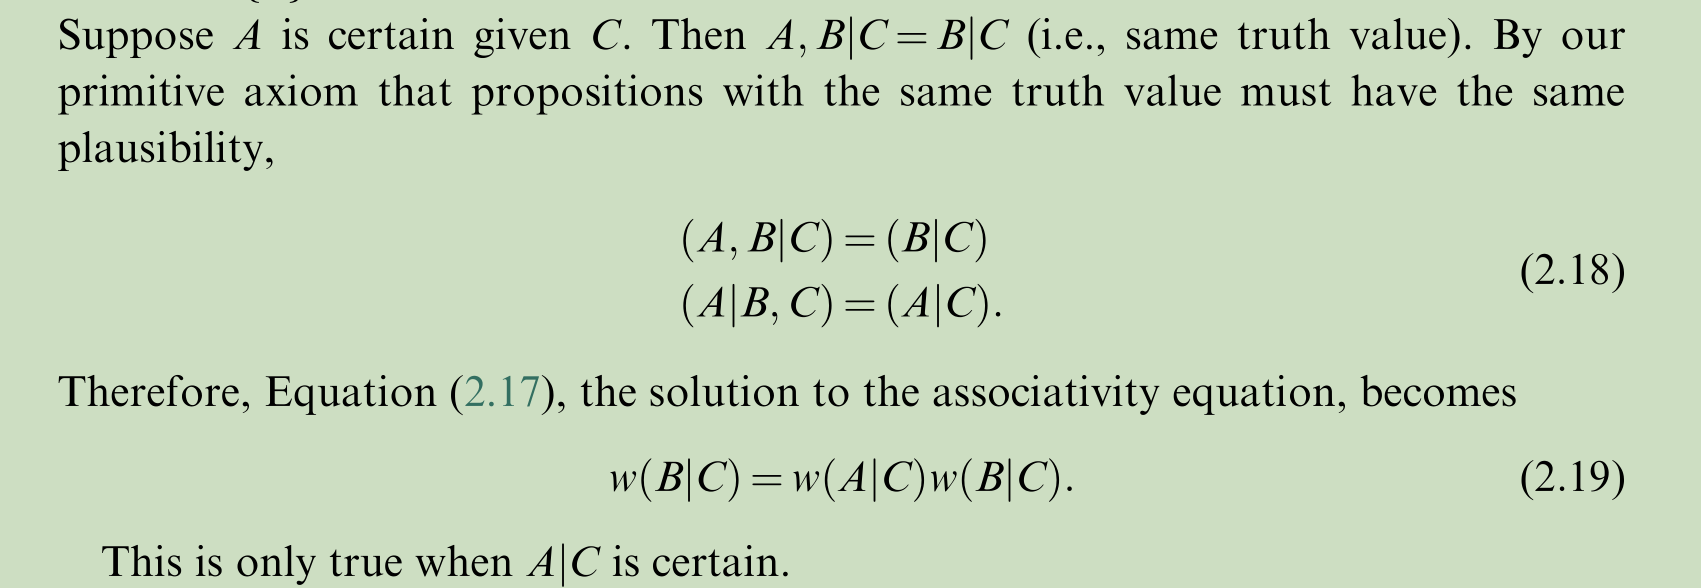 Suppose A is certain given C. Then A, B|C = B|C (i.e., same truth value). By our
primitive axiom that propositions with the same truth value must have the same
plausibility,
(A, B|C) = (B|C)
(A|B, C) = (A|C).
(2.18)
Therefore, Equation (2.17), the solution to the associativity equation, becomes
w(B|C) = w(A|C)w(B|C). (2.19)
This is only true when A|C is certain.